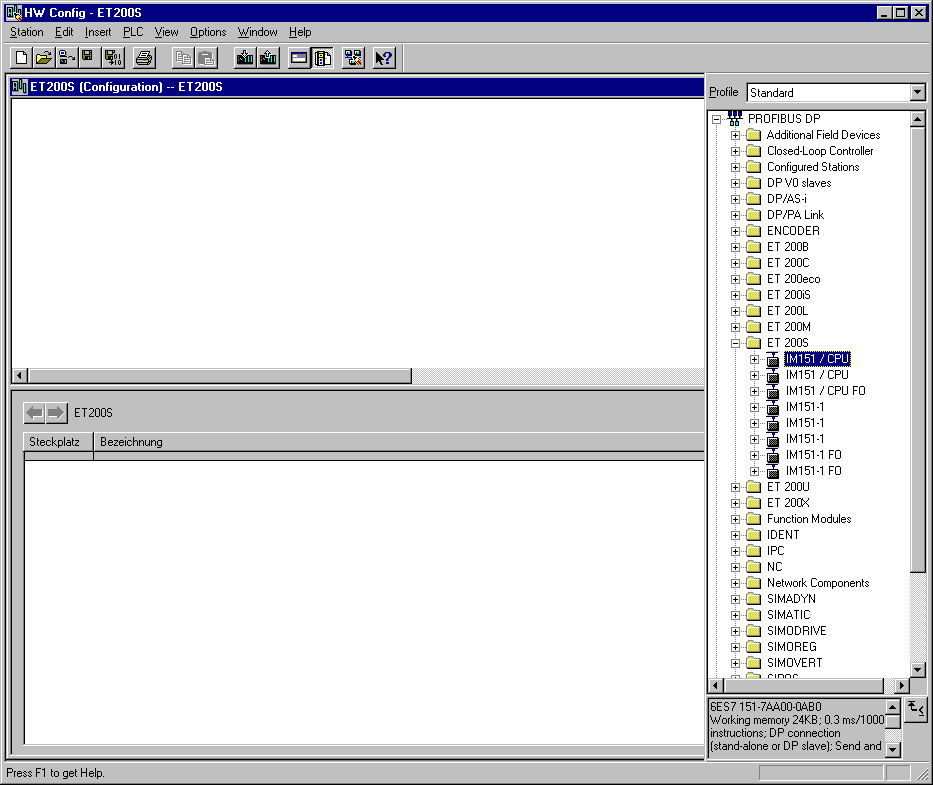 HW Config - ET200S
Station Edit Insert PLC View Options Window Help
ET200S (Configuration) -- ET200S
ET200S
Steckplatz Bezeichnung
Profile Standard
PROFIBUS DP
Additional Field Devices
Closed-Loop Controller
Configured Stations
DP V0 slaves
DP/AS-i
DP/PA Link
ENCODER
ET 200B
ET 200C
ET 200eco
ET 200iS
ET 200L
ET 200M
ET 200S
IM151 / CPU
IM151 / CPU
IM151 / CPU FO
IM151-1
IM151-1
IM151-1
IM151-1 FO
IM151-1 FO
ET 200U
ET 200X
Function Modules
IDENT
IPC
NC
Network Components
SIMADYN
SIMATIC
SIMODRIVE
SIMOREG
SIMOVERT
6ES7 151-7AA00-0AB0
Working memory 24KB; 0.3 ms/1000
instructions; DP connection
(stand-alone or DP slave); Send and
Press F1 to get Help.